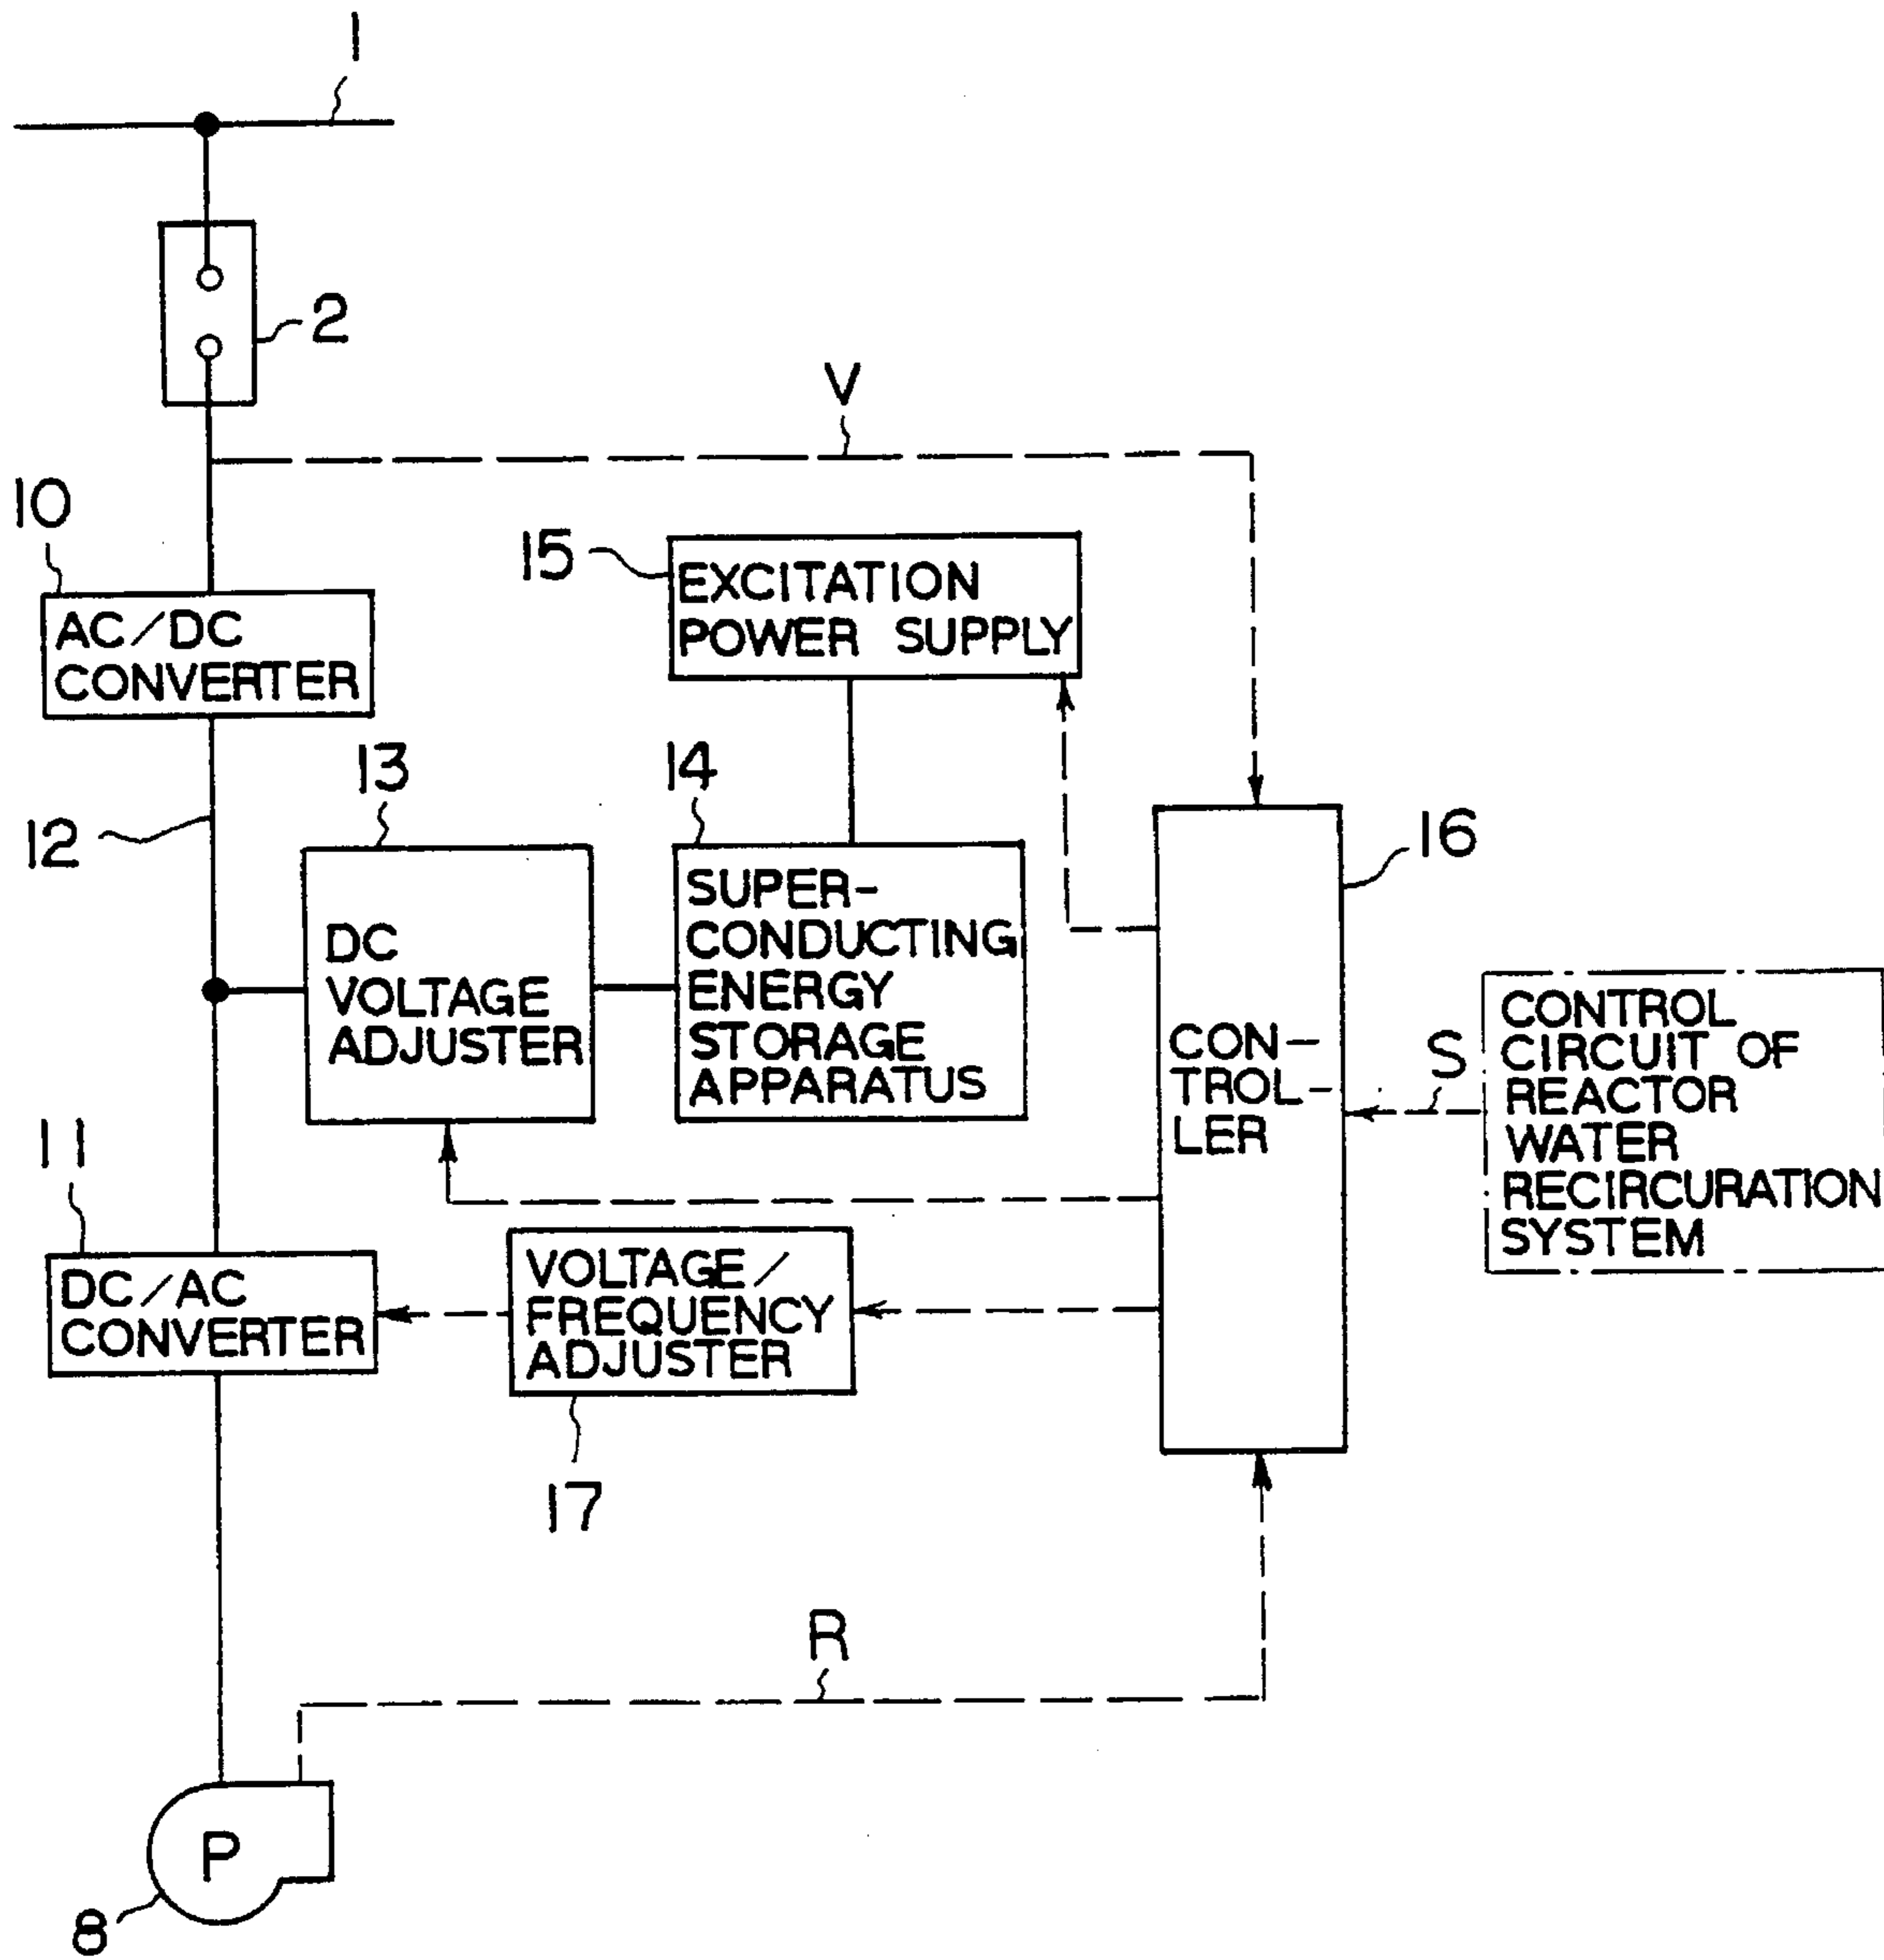 1
2
V
10
15
EXCITATION
POWER SUPPLY
AC/DC
CONVERTER
13
14
12
16
SUPER-
CONDUCTING
ENERGY
STORAGE
APPARATUS
DC
VOLTAGE
ADJUSTER
CON-
TROL-
LER
S
CONTROL
CIRCUIT OF
REACTOR
WATER
RECIRCURATION
SYSTEM
11
DC/AC
CONVERTER
VOLTAGE/
FREQUENCY
ADJUSTER
17
R
P
8